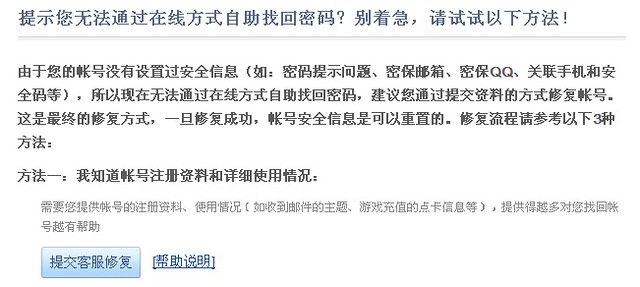 提示您无法通过在线方式自助找回密码？别着急，请试试以下方法！
由于您的帐号没有设置过安全信息（如：密码提示问题、密保邮箱、密保QQ、关联手机和安
全码等），所以现在无法通过在线方式自助找回密码，建议您通过提交资料的方式修复帐号。
这是最终的修复方式，一旦修复成功，帐号安全信息是可以重置的。修复流程请参考以下3种
方法：
方法一：我知道帐号注册资料和详细使用情况：
需要您提供帐号的注册资料、使用情况（如收到邮件的主题、游戏充值的点卡信息等），提供得越多对您找回帐
号越有帮助
提交客服修复 [帮助说明]